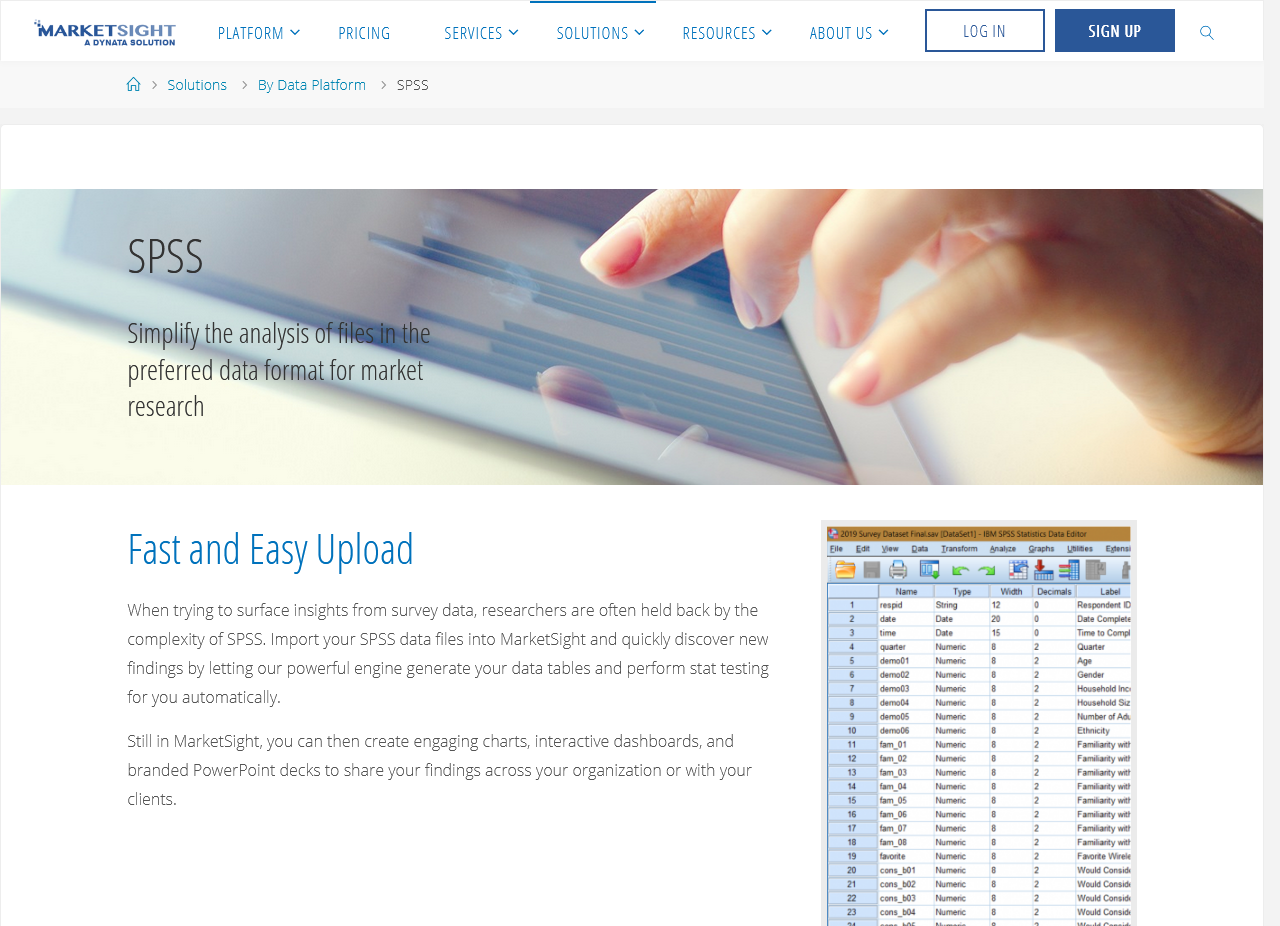 MARKETSIGHT
A DYNATA SOLUTION
PLATFORM
PRICING
SERVICES
SOLUTIONS
RESOURCES
ABOUT US
LOG IN
SIGN UP
Solutions
By Data Platform
SPSS
SPSS
Simplify the analysis of files in the
preferred data format for market
research
Fast and Easy Upload
When trying to surface insights from survey data, researchers are often held back by the
complexity of SPSS. Import your SPSS data files into MarketSight and quickly discover new
findings by letting our powerful engine generate your data tables and perform stat testing
for you automatically.
Still in MarketSight, you can then create engaging charts, interactive dashboards, and
branded PowerPoint decks to share your findings across your organization or with your
clients.
2019 Survey Dataset Final.sav [DataSet1] - IBM SPSS Statistics Data Editor
File Edit View Data Transform Analyze Graphs Utilities Extensi
Name Type Width Decimals Label
1 respid String 12 0 Respondent ID
2 date Date 20 0 Date Complete
3 time Date 15 0 Time to Compl
4 quarter Numeric 8 2 Quarter
5 demo01 Numeric 8 2 Age
6 demo02 Numeric 8 2 Gender
7 demo03 Numeric 8 2 Household Inc
8 demo04 Numeric 8 2 Household Siz
9 demo05 Numeric 8 2 Number of Adu
10 demo06 Numeric 8 2 Ethnicity
11 fam_01 Numeric 8 2 Familiarity with
12 fam_02 Numeric 8 2 Familiarity with
13 fam_03 Numeric 8 2 Familiarity with
14 fam_04 Numeric 8 2 Familiarity with
15 fam_05 Numeric 8 2 Familiarity with
16 fam_06 Numeric 8 2 Familiarity with
17 fam_07 Numeric 8 2 Familiarity with
18 fam_08 Numeric 8 2 Familiarity with
19 favorite Numeric 8 2 Favorite Wirele
20 cons_b01 Numeric 8 2 Would Conside
21 cons_b02 Numeric 8 2 Would Conside
22 cons_b03 Numeric 8 2 Would Conside
23 cons_b04 Numeric 8 2 Would Conside